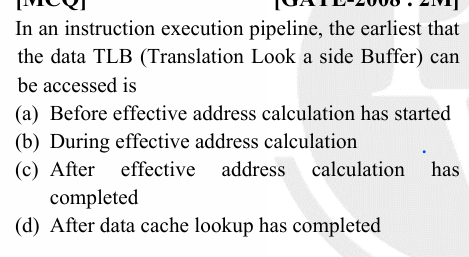 [MCQ] [GATE-2008 : 2M]
In an instruction execution pipeline, the earliest that
the data TLB (Translation Look a side Buffer) can
be accessed is
(a) Before effective address calculation has started
(b) During effective address calculation
(c) After effective address calculation has
completed
(d) After data cache lookup has completed